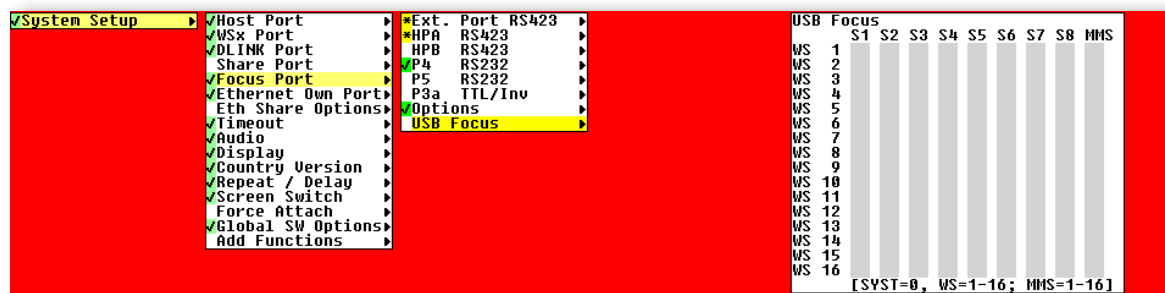 √System Setup
√Host Port
√WSx Port
√DLINK Port
Share Port
√Focus Port
√Ethernet Own Port
Eth Share Options
√Timeout
√Audio
√Display
√Country Version
√Repeat / Delay
√Screen Switch
Force Attach
√Global SW Options
Add Functions
*Ext. Port RS423
*HPA RS423
HPB RS423
√P4 RS232
P5 RS232
P3a TTL/Inv
√Options
USB Focus
USB Focus
S1 S2 S3 S4 S5 S6 S7 S8 MMS
WS 1
WS 2
WS 3
WS 4
WS 5
WS 6
WS 7
WS 8
WS 9
WS 10
WS 11
WS 12
WS 13
WS 14
WS 15
WS 16
[SYST=0, WS=1-16; MMS=1-16]